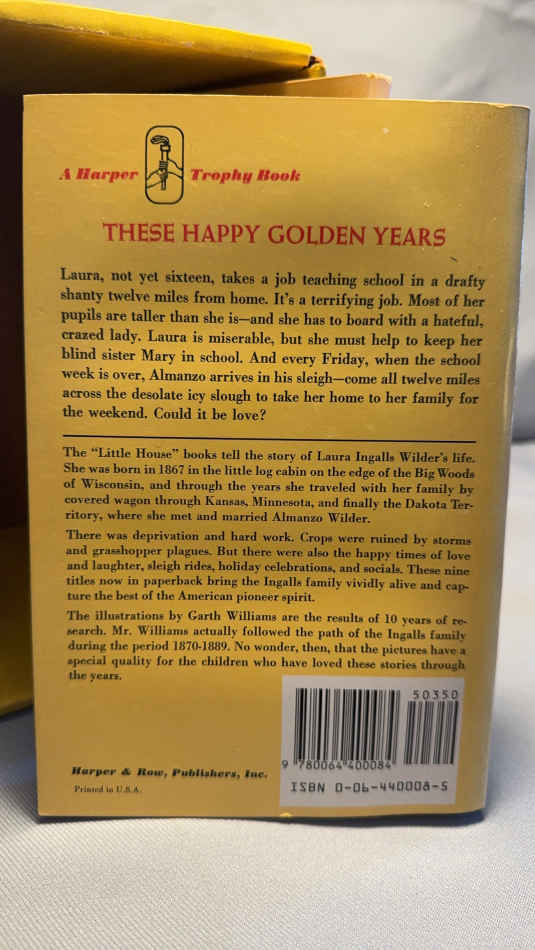 A Harper Trophy Book
THESE HAPPY GOLDEN YEARS
Laura, not yet sixteen, takes a job teaching school in a drafty
shanty twelve miles from home. It's a terrifying job. Most of her
pupils are taller than she is—and she has to board with a hateful,
crazed lady. Laura is miserable, but she must help to keep her
blind sister Mary in school. And every Friday, when the school
week is over, Almanzo arrives in his sleigh—come all twelve miles
across the desolate icy slough to take her home to her family for
the weekend. Could it be love?
The "Little House" books tell the story of Laura Ingalls Wilder's life.
She was born in 1867 in the little log cabin on the edge of the Big Woods
of Wisconsin, and through the years she traveled with her family by
covered wagon through Kansas, Minnesota, and finally the Dakota Ter-
ritory, where she met and married Almanzo Wilder.
There was deprivation and hard work. Crops were ruined by storms
and grasshopper plagues. But there were also the happy times of love
and laughter, sleigh rides, holiday celebrations, and socials. These nine
titles now in paperback bring the Ingalls family vividly alive and cap-
ture the best of the American pioneer spirit.
The illustrations by Garth Williams are the results of 10 years of re-
search. Mr. Williams actually followed the path of the Ingalls family
during the period 1870-1889. No wonder, then, that the pictures have a
special quality for the children who have loved these stories through
the years.
50350
9 780064 400084
ISBN 0-06-440008-5
Harper & Row, Publishers, Inc.
Printed in U.S.A.